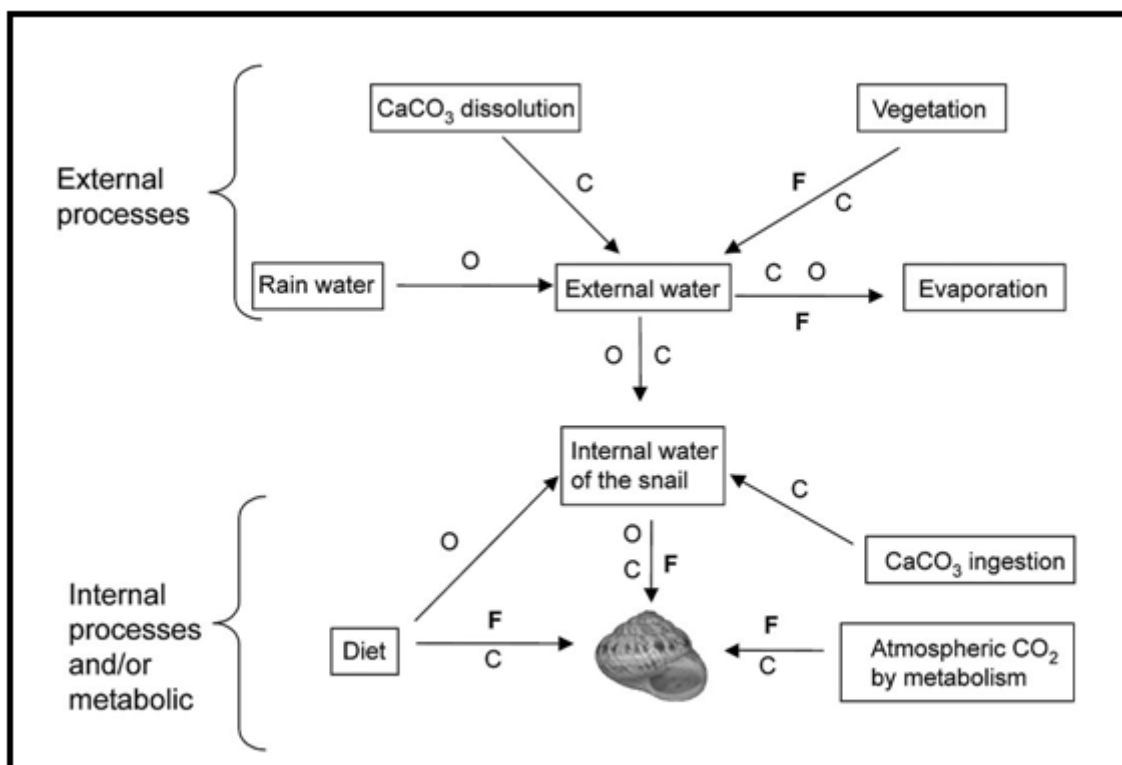 CaCO₃ dissolution
Vegetation
External
processes
C
F
C
Rain water
O
External water
C O
F
Evaporation
O C
Internal water
of the snail
O
O
C F
C
CaCO₃ ingestion
Internal
processes
and/or
metabolic
Diet
F
C
F
C
Atmospheric CO₂
by metabolism